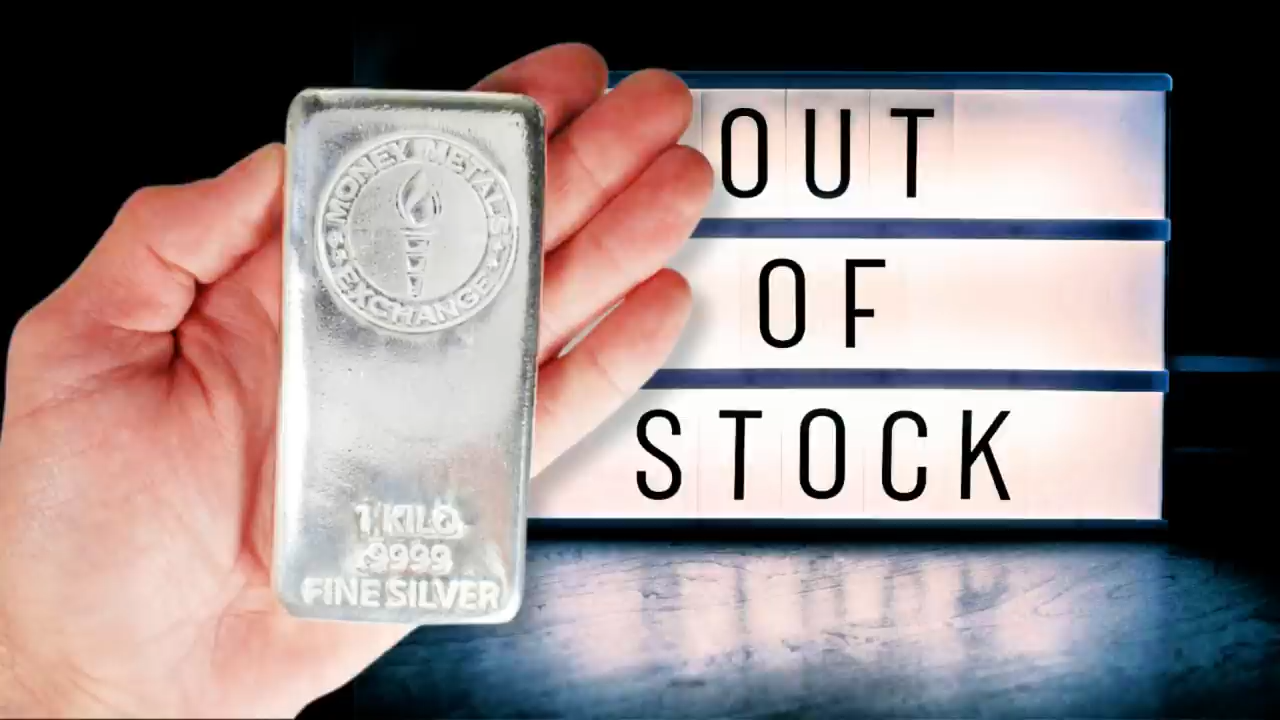 MONEY METALS
EXCHANGE
1 KILO
.9999
FINE SILVER
OUT
OF
STOCK